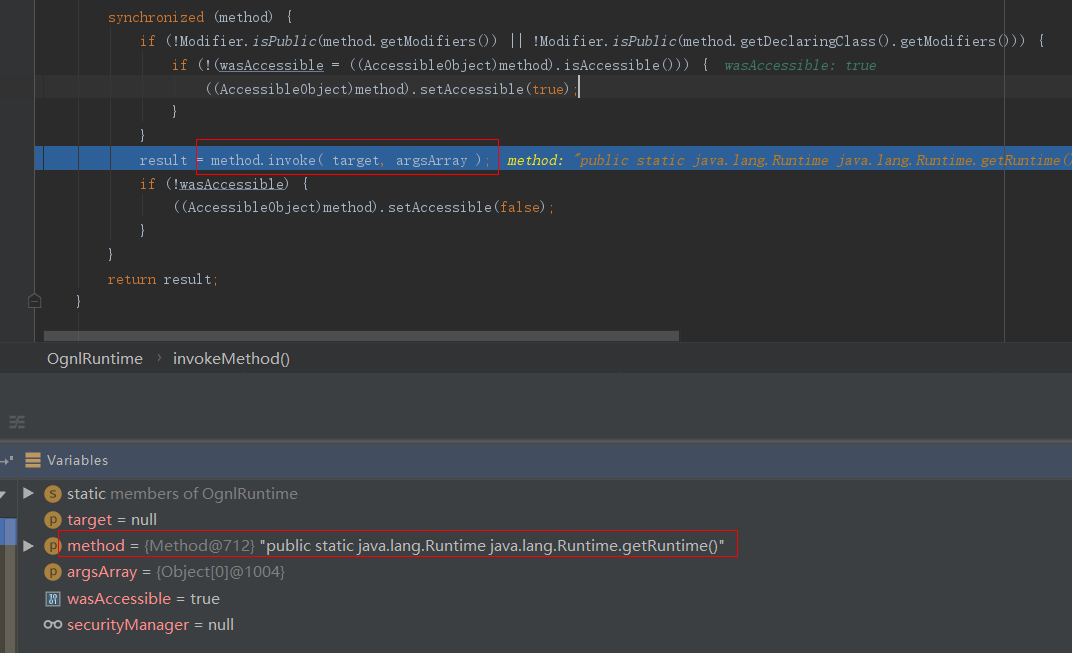 synchronized (method) {
if (!Modifier.isPublic(method.getModifiers()) || !Modifier.isPublic(method.getDeclaringClass().getModifiers())) {
if (!(wasAccessible = ((AccessibleObject)method).isAccessible())) { wasAccessible: true
((AccessibleObject)method).setAccessible(true);
}
}
result = method.invoke( target, argsArray ); method: "public static java.lang.Runtime java.lang.Runtime.getRuntime()
if (!wasAccessible) {
((AccessibleObject)method).setAccessible(false);
}
}
return result;
}
OgnlRuntime › invokeMethod()
Variables
s static members of OgnlRuntime
p target = null
p method = {Method@712} "public static java.lang.Runtime java.lang.Runtime.getRuntime()"
p argsArray = {Object[0]@1004}
wasAccessible = true
securityManager = null